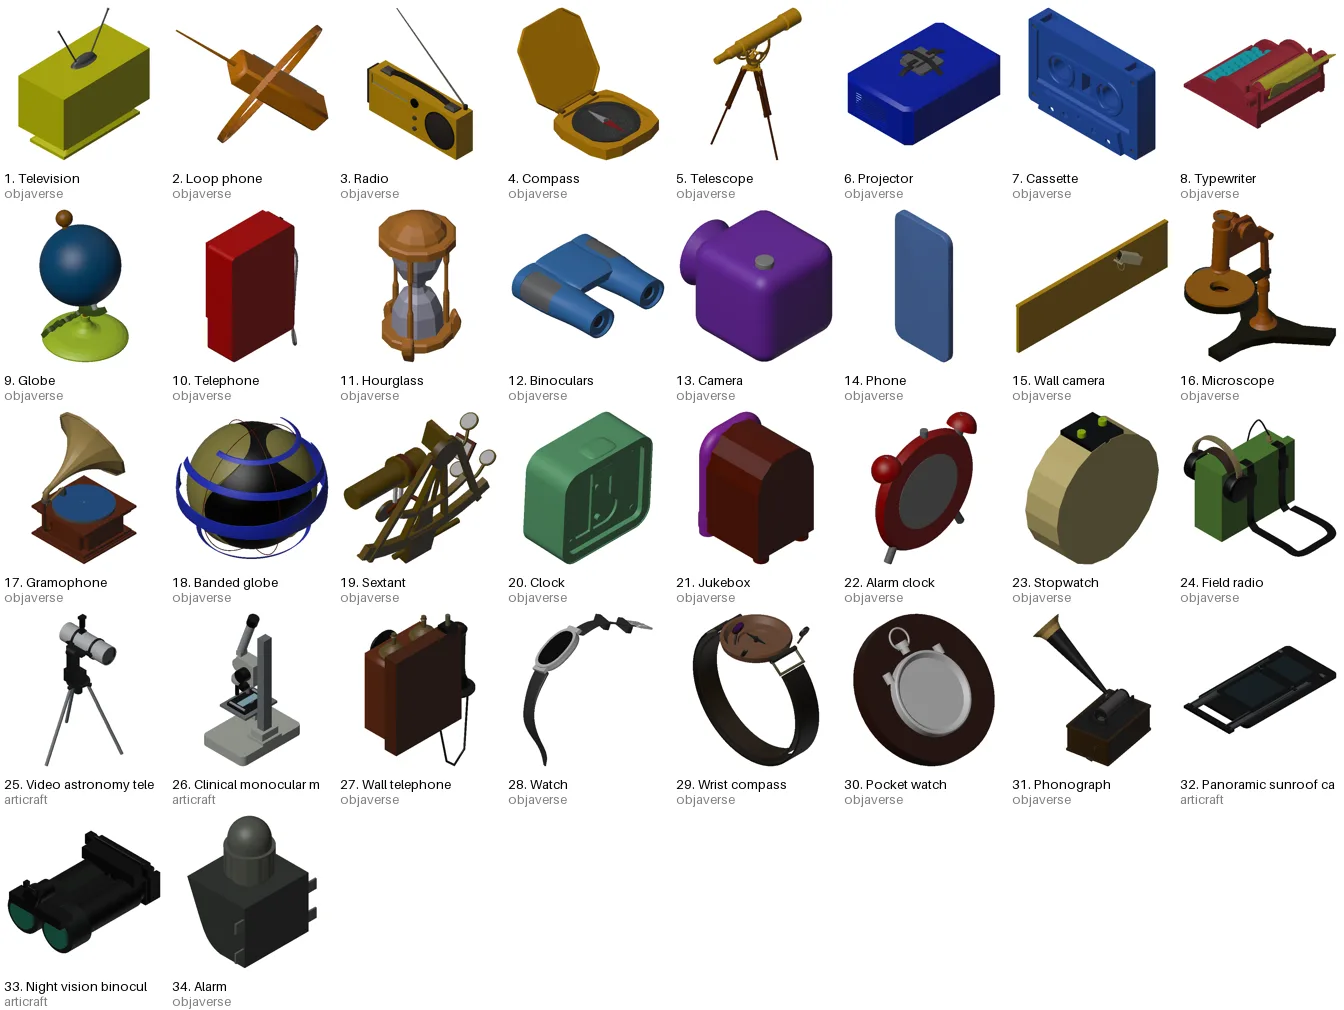 1. Television
objaverse
2. Loop phone
objaverse
3. Radio
objaverse
4. Compass
objaverse
5. Telescope
objaverse
6. Projector
objaverse
7. Cassette
objaverse
8. Typewriter
objaverse
9. Globe
objaverse
10. Telephone
objaverse
11. Hourglass
objaverse
12. Binoculars
objaverse
13. Camera
objaverse
14. Phone
objaverse
15. Wall camera
objaverse
16. Microscope
objaverse
17. Gramophone
objaverse
18. Banded globe
objaverse
19. Sextant
objaverse
20. Clock
objaverse
21. Jukebox
objaverse
22. Alarm clock
objaverse
23. Stopwatch
objaverse
24. Field radio
objaverse
25. Video astronomy tele
articraft
26. Clinical monocular m
articraft
27. Wall telephone
objaverse
28. Watch
objaverse
29. Wrist compass
objaverse
30. Pocket watch
objaverse
31. Phonograph
objaverse
32. Panoramic sunroof ca
articraft
33. Night vision binocul
articraft
34. Alarm
objaverse